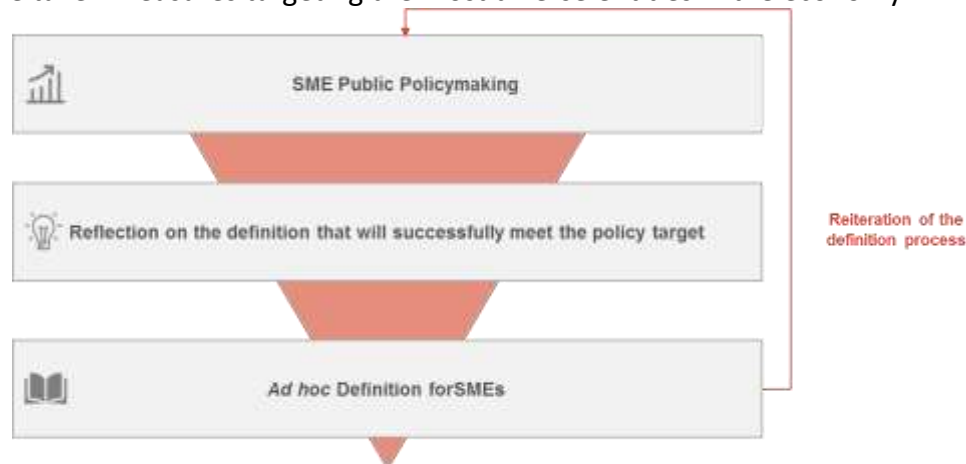 SME Public Policymaking
Reflection on the definition that will successfully meet the policy target
Reiteration of the
definition process
Ad hoc Definition forSMEs